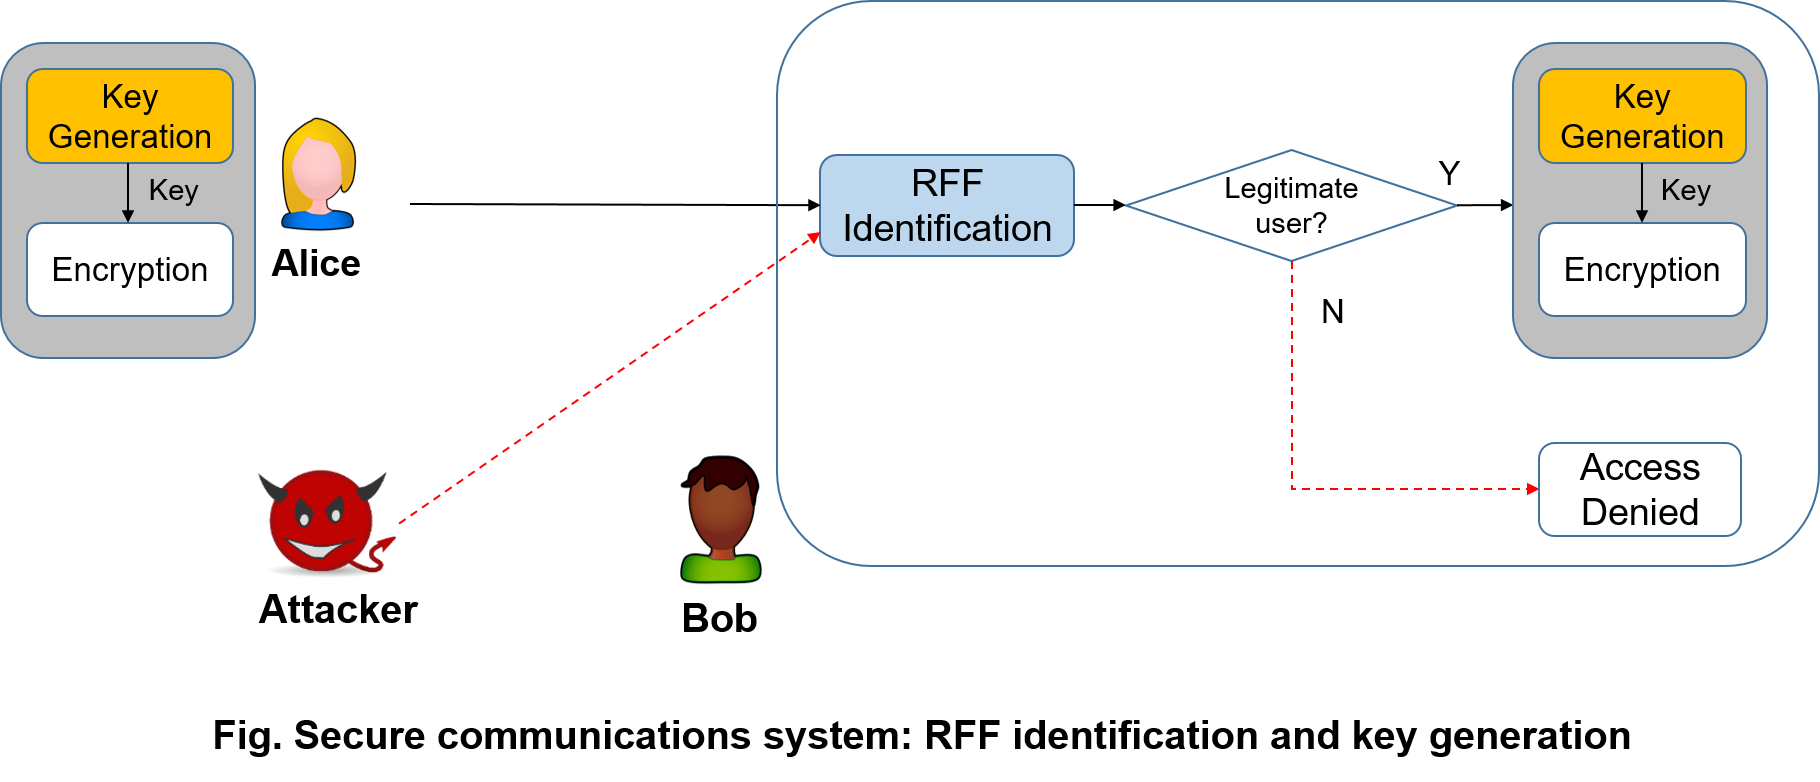 Key
Generation
Key
Encryption
Alice
RFF
Identification
Legitimate
user?
Y
N
Key
Generation
Key
Encryption
Access
Denied
Attacker
Bob
Fig. Secure communications system: RFF identification and key generation